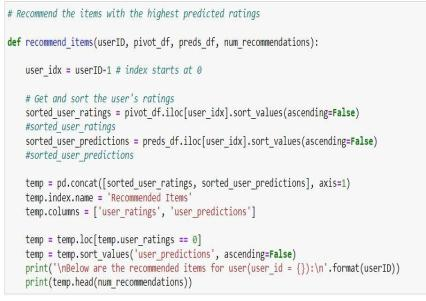 # Recommend the items with the highest predicted ratings
def recommend_items(userID, pivot_df, preds_df, num_recommendations):
user_idx = userID-1 # index starts at 0
# Get and sort the user's ratings
sorted_user_ratings = pivot_df.iloc[user_idx].sort_values(ascending=False)
#sorted_user_ratings
sorted_user_predictions = preds_df.iloc[user_idx].sort_values(ascending=False)
#sorted_user_predictions
temp = pd.concat([sorted_user_ratings, sorted_user_predictions], axis=1)
temp.index.name = 'Recommended Items'
temp.columns = ['user_ratings', 'user_predictions']
temp = temp.loc[temp.user_ratings == 0]
temp = temp.sort_values('user_predictions', ascending=False)
print('\nBelow are the recommended items for user(user_id = {}):\n'.format(userID))
print(temp.head(num_recommendations))